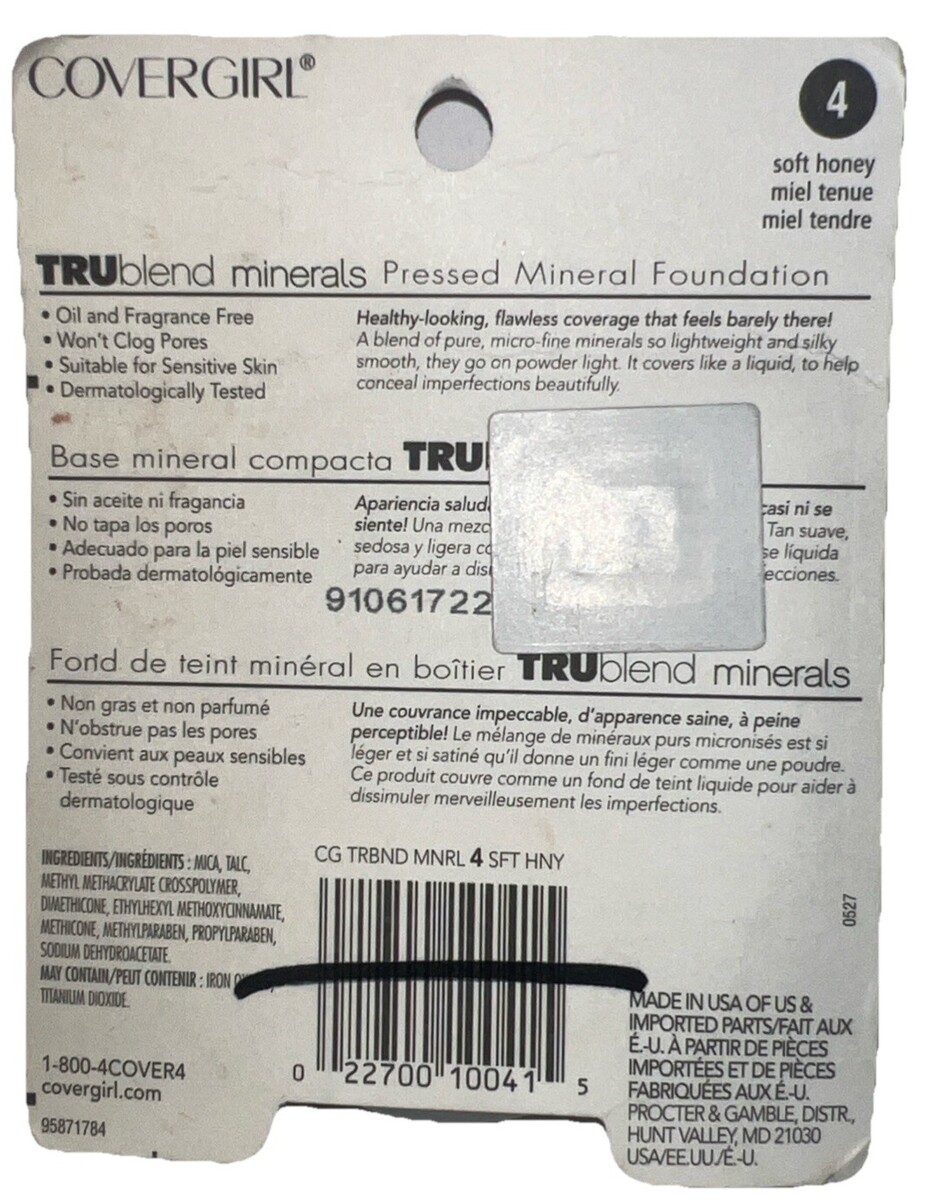 COVERGIRL®
4
soft honey
miel tenue
miel tendre
TRUblend minerals Pressed Mineral Foundation
• Oil and Fragrance Free
• Won't Clog Pores
• Suitable for Sensitive Skin
• Dermatologically Tested
Healthy-looking, flawless coverage that feels barely there!
A blend of pure, micro-fine minerals so lightweight and silky
smooth, they go on powder light. It covers like a liquid, to help
conceal imperfections beautifully.
Base mineral compacta TRU
• Sin aceite ni fragancia
• No tapa los poros
• Adecuado para la piel sensible
• Probada dermatológicamente
Apariencia casi ni se
siente! Una Tan suave,
sedosa y ligera se líquida
para ayudar a
91061722
Fond de teint minéral en boîtier TRUblend minerals
• Non gras et non parfumé
• N'obstrue pas les pores
• Convient aux peaux sensibles
• Testé sous contrôle
dermatologique
Une couvrance impeccable, d'apparence saine, à peine
perceptible! Le mélange de minéraux purs micronisés est si
léger et si satiné qu'il donne un fini léger comme une poudre.
Ce produit couvre comme un fond de teint liquide pour aider à
dissimuler merveilleusement les imperfections.
INGREDIENTS/INGRÉDIENTS : MICA, TALC,
METHYL METHACRYLATE CROSSPOLYMER,
DIMETHICONE, ETHYLHEXYL METHOXYCINNAMATE,
METHICONE, METHYLPARABEN, PROPYLPARABEN,
SODIUM DEHYDROACETATE.
MAY CONTAIN/PEUT CONTENIR : IRON
TITANIUM DIOXIDE.
1-800-4COVER4
covergirl.com
95871784
CG TRBND MNRL 4 SFT HNY
0 22700 10041 5
0527
MADE IN USA OF US &
IMPORTED PARTS/FAIT AUX
É.-U. À PARTIR DE PIÈCES
IMPORTÉES ET DE PIÈCES
FABRIQUÉES AUX É.-U.
PROCTER & GAMBLE, DISTR.,
HUNT VALLEY, MD 21030
USA/EE.UU./É.-U.